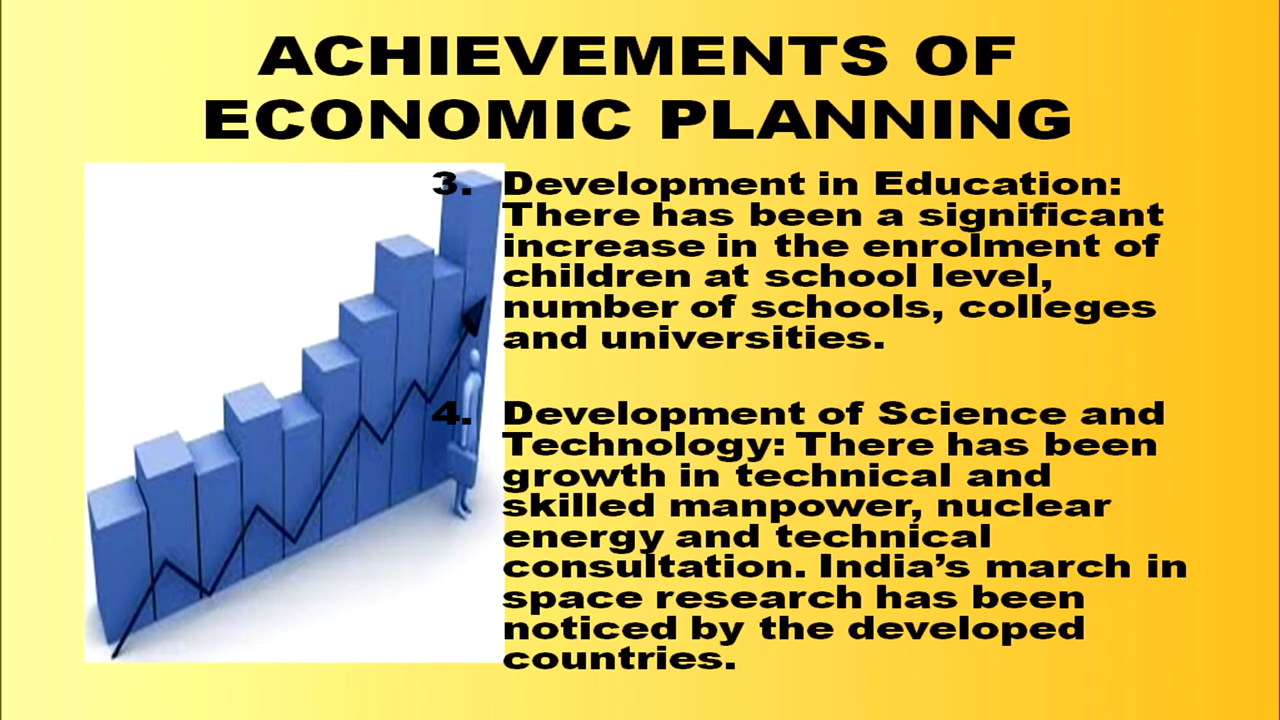 ACHIEVEMENTS OF
ECONOMIC PLANNING
3. Development in Education:
There has been a significant
increase in the enrolment of
children at school level,
number of schools, colleges
and universities.
4. Development of Science and
Technology: There has been
growth in technical and
skilled manpower, nuclear
energy and technical
consultation. India’s march in
space research has been
noticed by the developed
countries.